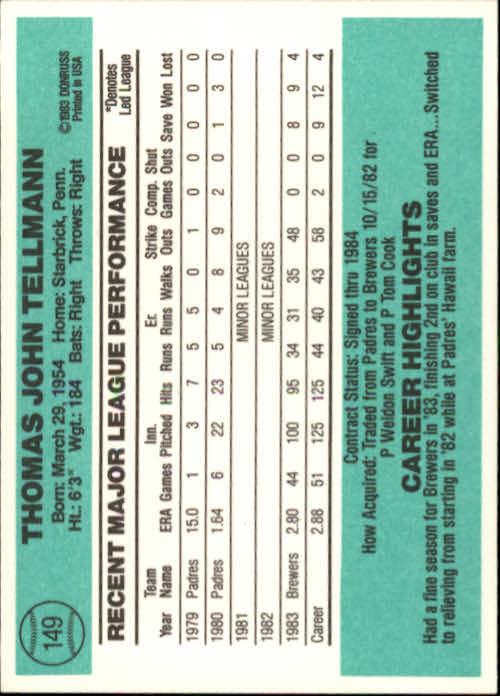 149
THOMAS JOHN TELLMANN
Born: March 29, 1954 Home: Starbrick, Penn.
Ht.: 6'3" Wgt.: 184 Bats: Right Throws: Right
©1983 DONRUSS
Printed in USA
RECENT MAJOR LEAGUE PERFORMANCE
*Denotes
Led League
Team Inn. Er. Strike Comp. Shut
Year Name ERA Games Pitched Hits Runs Runs Walks Outs Games Outs Save Won Lost
1979 Padres 15.0 1 3 7 5 5 0 1 0 0 0 0 0
1980 Padres 1.64 6 22 23 5 4 8 9 2 0 1 3 0
1981 MINOR LEAGUES
1982 MINOR LEAGUES
1983 Brewers 2.80 44 100 95 34 31 35 48 0 0 8 9 4
Career 2.88 51 125 125 44 40 43 58 2 0 9 12 4
Contract Status: Signed thru 1984
How Acquired: Traded from Padres to Brewers 10/15/82 for
P Weldon Swift and P Tom Cook
CAREER HIGHLIGHTS
Had a fine season for Brewers in '83, finishing 2nd on club in saves and ERA...Switched
to relieving from starting in '82 while at Padres' Hawaii farm.